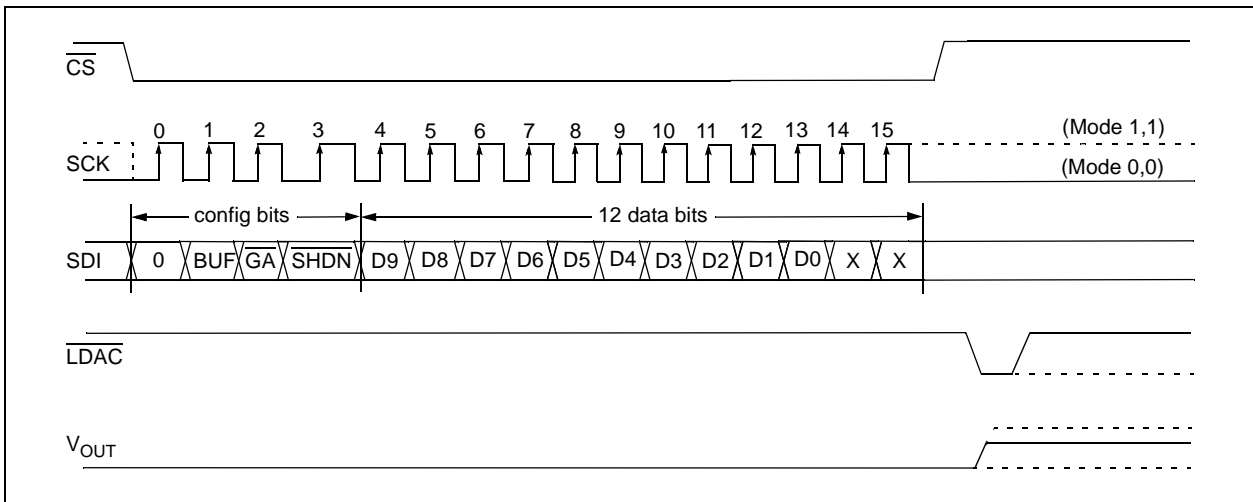 CS
0 1 2 3 4 5 6 7 8 9 10 11 12 13 14 15
(Mode 1,1)
SCK
(Mode 0,0)
config bits
12 data bits
SDI
0 BUF GA SHDN D9 D8 D7 D6 D5 D4 D3 D2 D1 D0 X X
LDAC
VOUT